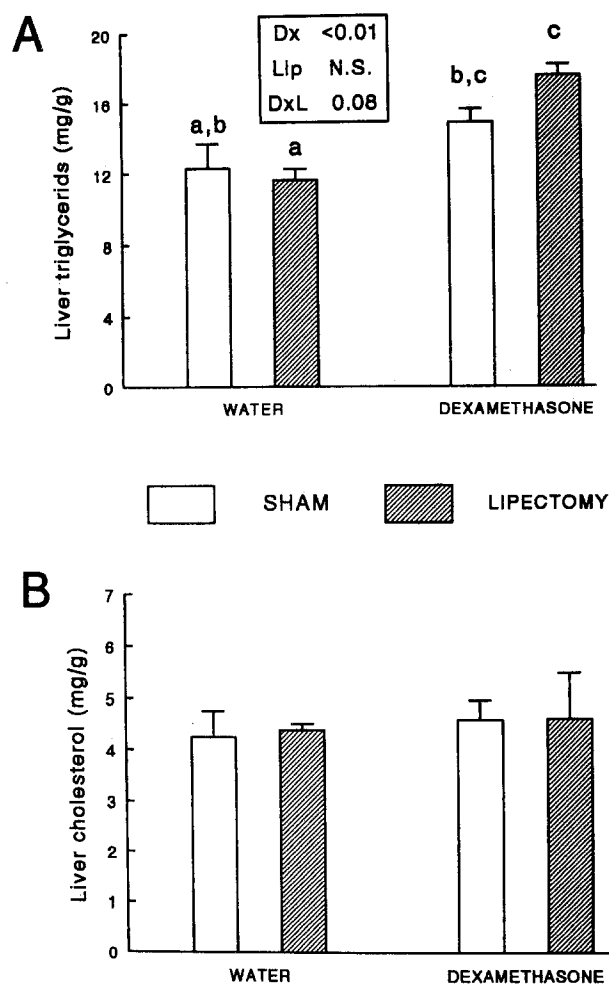 A
Liver triglycerids (mg/g)
20
16
12
8
4
0
Dx <0.01
Lip N.S.
DxL 0.08
a,b
a
b,c
c
WATER
DEXAMETHASONE
SHAM
LIPECTOMY
B
Liver cholesterol (mg/g)
7
6
5
4
3
2
1
0
WATER
DEXAMETHASONE